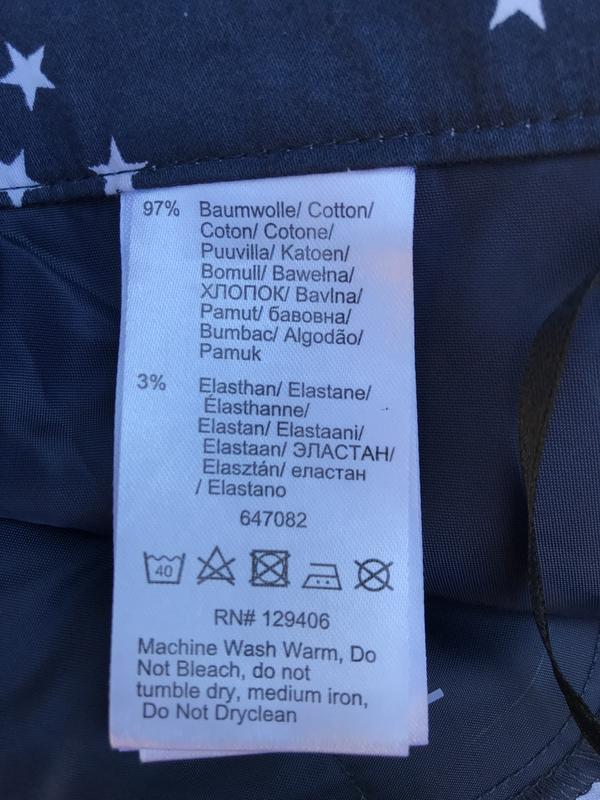 97% Baumwolle/ Cotton/
Coton/ Cotone/
Puuvilla/ Katoen/
Bomull/ Bawełna/
ХЛОПОК/ Bavlna/
Pamut/ бавовна/
Bumbac/ Algodão/
Pamuk
3% Elasthan/ Elastane/
Élasthanne/
Elastan/ Elastaani/
Elastaan/ ЭЛАСТАН/
Elasztán/ еластан
/ Elastano
647082
40
RN# 129406
Machine Wash Warm, Do
Not Bleach, do not
tumble dry, medium iron,
Do Not Dryclean